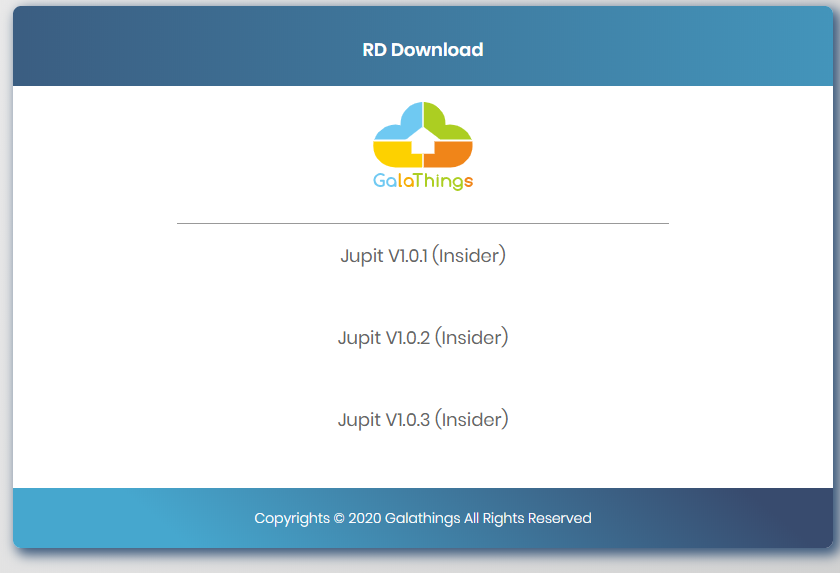 RD Download
GalaThings
Jupit V1.0.1 (Insider)
Jupit V1.0.2 (Insider)
Jupit V1.0.3 (Insider)
Copyrights © 2020 Galathings All Rights Reserved